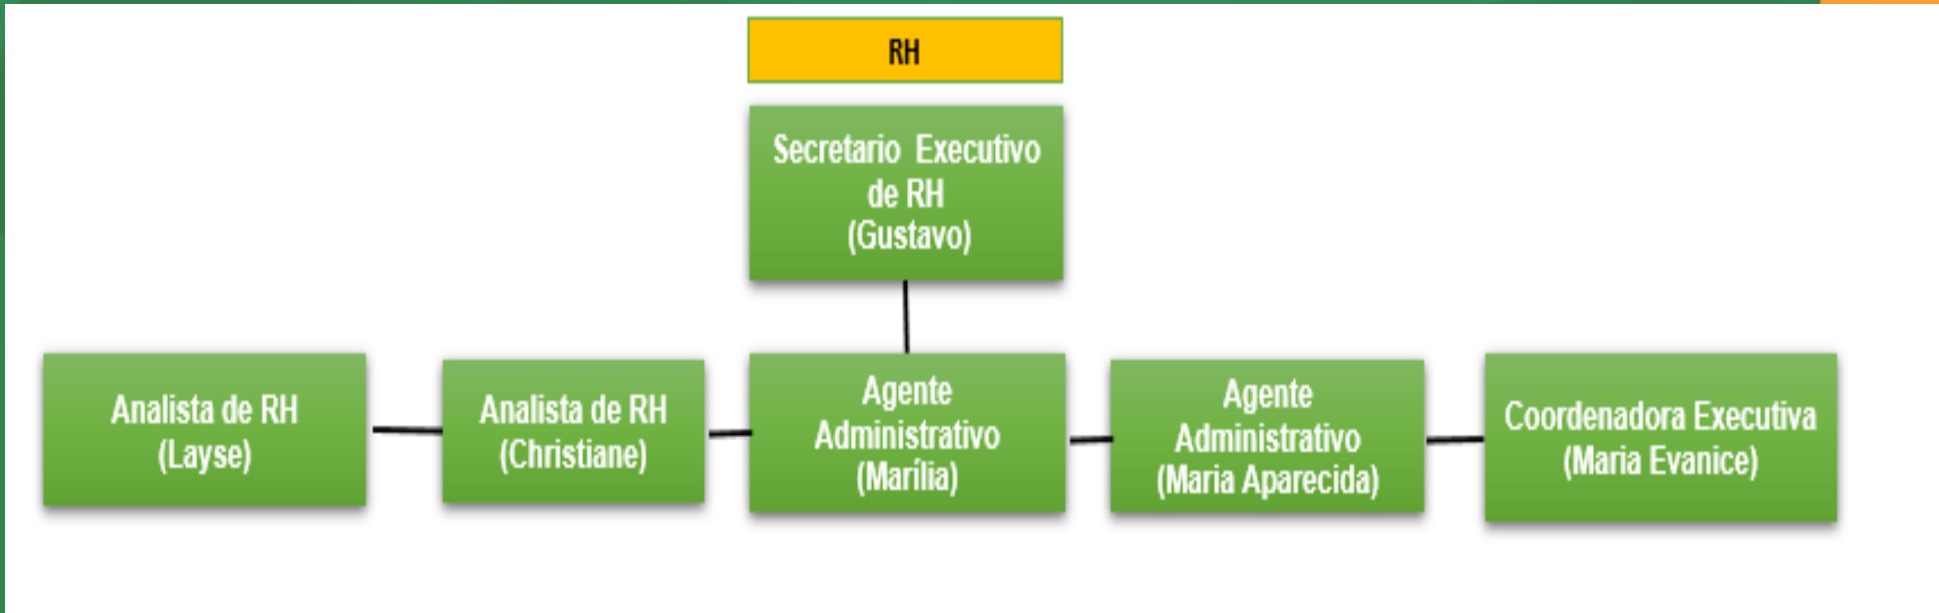 RH
Secretario Executivo
de RH
(Gustavo)
Analista de RH
(Layse)
Analista de RH
(Christiane)
Agente
Administrativo
(Marília)
Agente
Administrativo
(Maria Aparecida)
Coordenadora Executiva
(Maria Evanice)